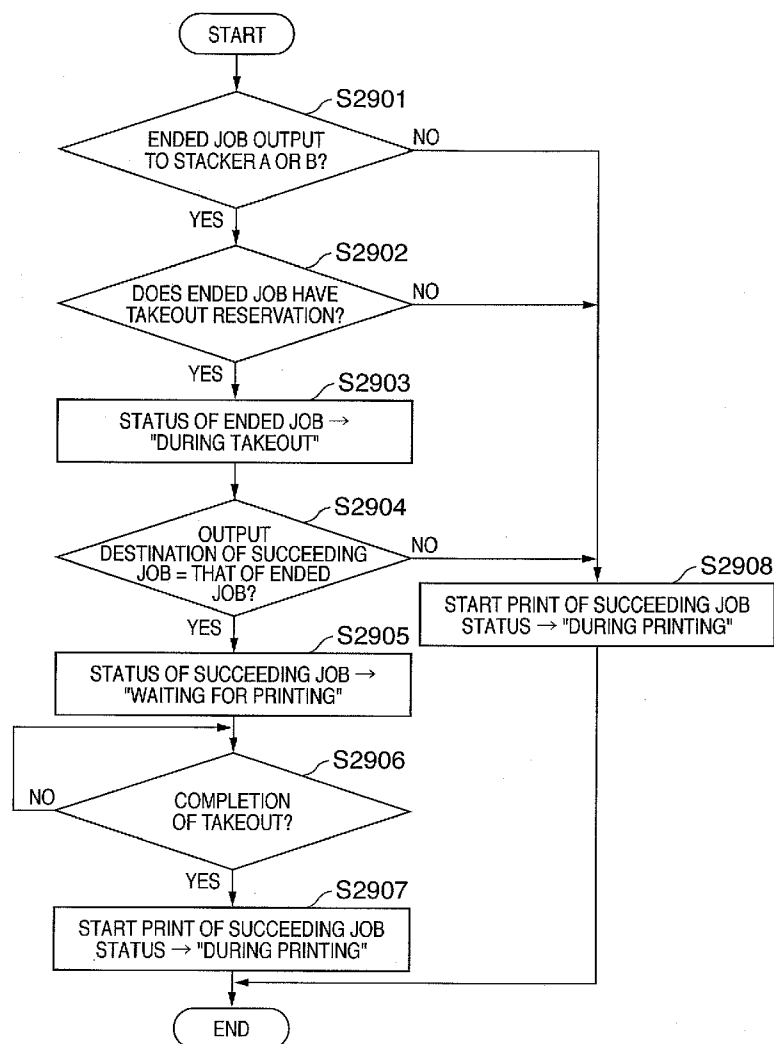 START
S2901
ENDED JOB OUTPUT
TO STACKER A OR B?
NO
YES
S2902
DOES ENDED JOB HAVE
TAKEOUT RESERVATION?
NO
YES
S2903
STATUS OF ENDED JOB →
"DURING TAKEOUT"
S2904
OUTPUT
DESTINATION OF SUCCEEDING
JOB = THAT OF ENDED
JOB?
NO
YES
S2908
START PRINT OF SUCCEEDING JOB
STATUS → "DURING PRINTING"
S2905
STATUS OF SUCCEEDING JOB →
"WAITING FOR PRINTING"
S2906
COMPLETION
OF TAKEOUT?
NO
YES
S2907
START PRINT OF SUCCEEDING JOB
STATUS → "DURING PRINTING"
END